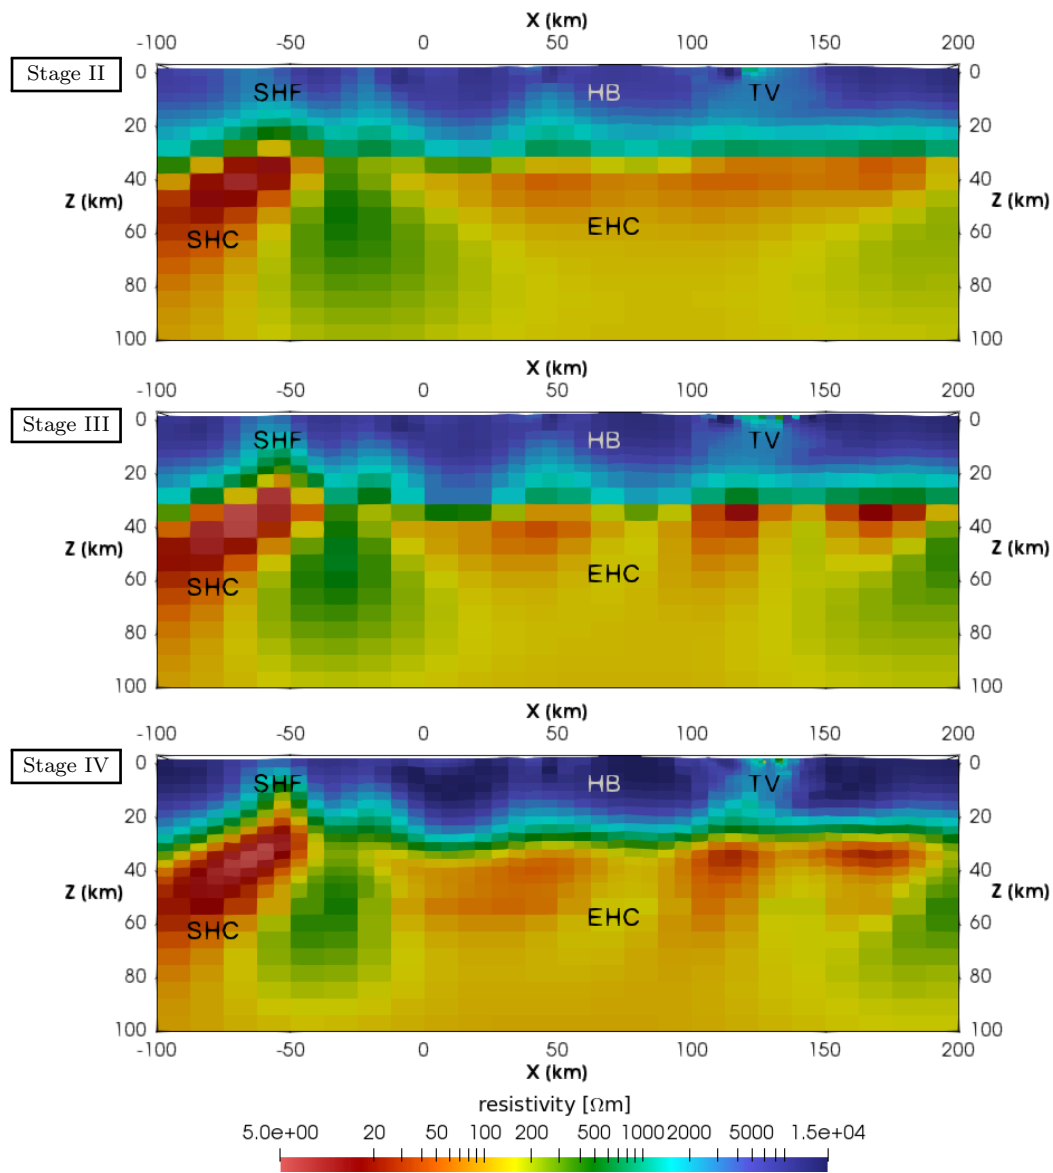 X (km)
-100 -50 0 50 100 150 200
Stage II
0 SHF HB TV 0
20 20
40 40
Z (km) Z (km)
60 SHC EHC 60
80 80
100 100
X (km)
-100 -50 0 50 100 150 200
Stage III
0 SHF HB TV 0
20 20
40 40
Z (km) Z (km)
60 SHC EHC 60
80 80
100 100
X (km)
-100 -50 0 50 100 150 200
Stage IV
0 SHF HB TV 0
20 20
40 40
Z (km) Z (km)
60 SHC EHC 60
80 80
100 100
-100 -50 0 50 100 150 200
X (km)
resistivity [Ωm]
5.0e+00 20 50 100 200 500 1000 2000 5000 1.5e+04